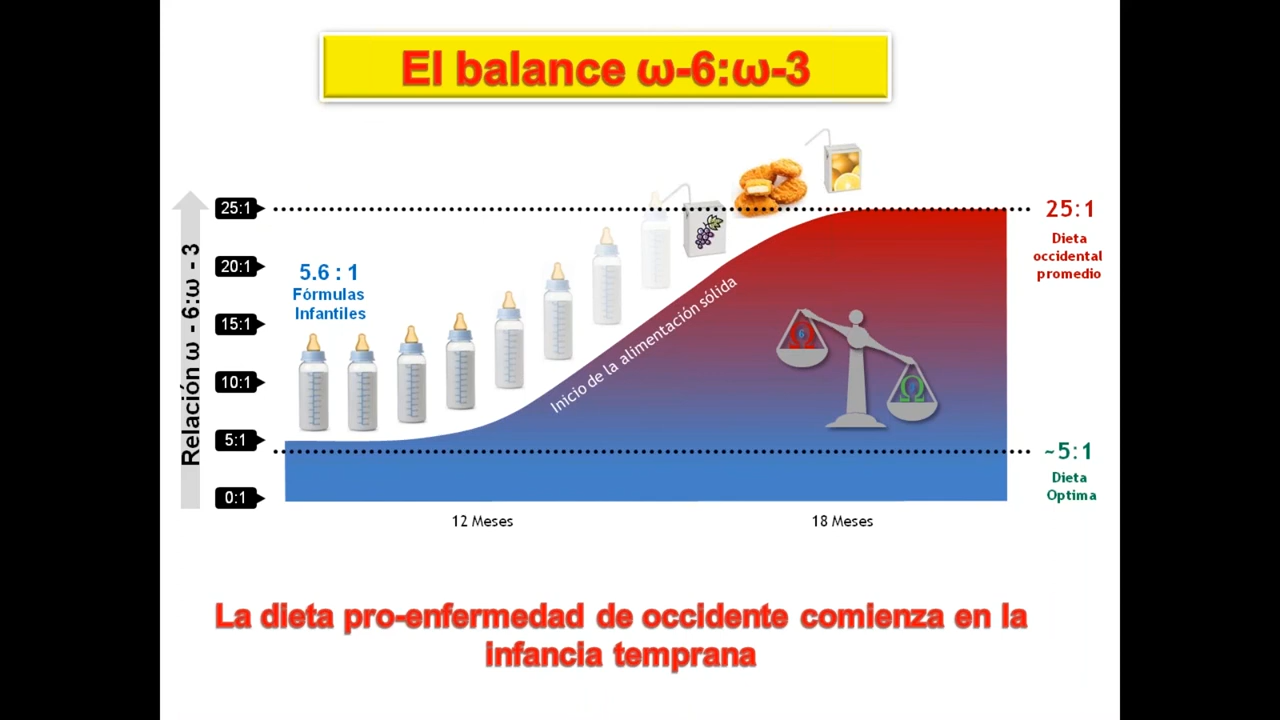 El balance ω-6:ω-3
Relación ω - 6:ω - 3
25:1
20:1
15:1
10:1
5:1
0:1
5.6 : 1
Fórmulas
Infantiles
Inicio de la alimentación sólida
6
25:1
Dieta
occidental
promedio
~5:1
Dieta
Optima
12 Meses
18 Meses
La dieta pro-enfermedad de occidente comienza en la
infancia temprana